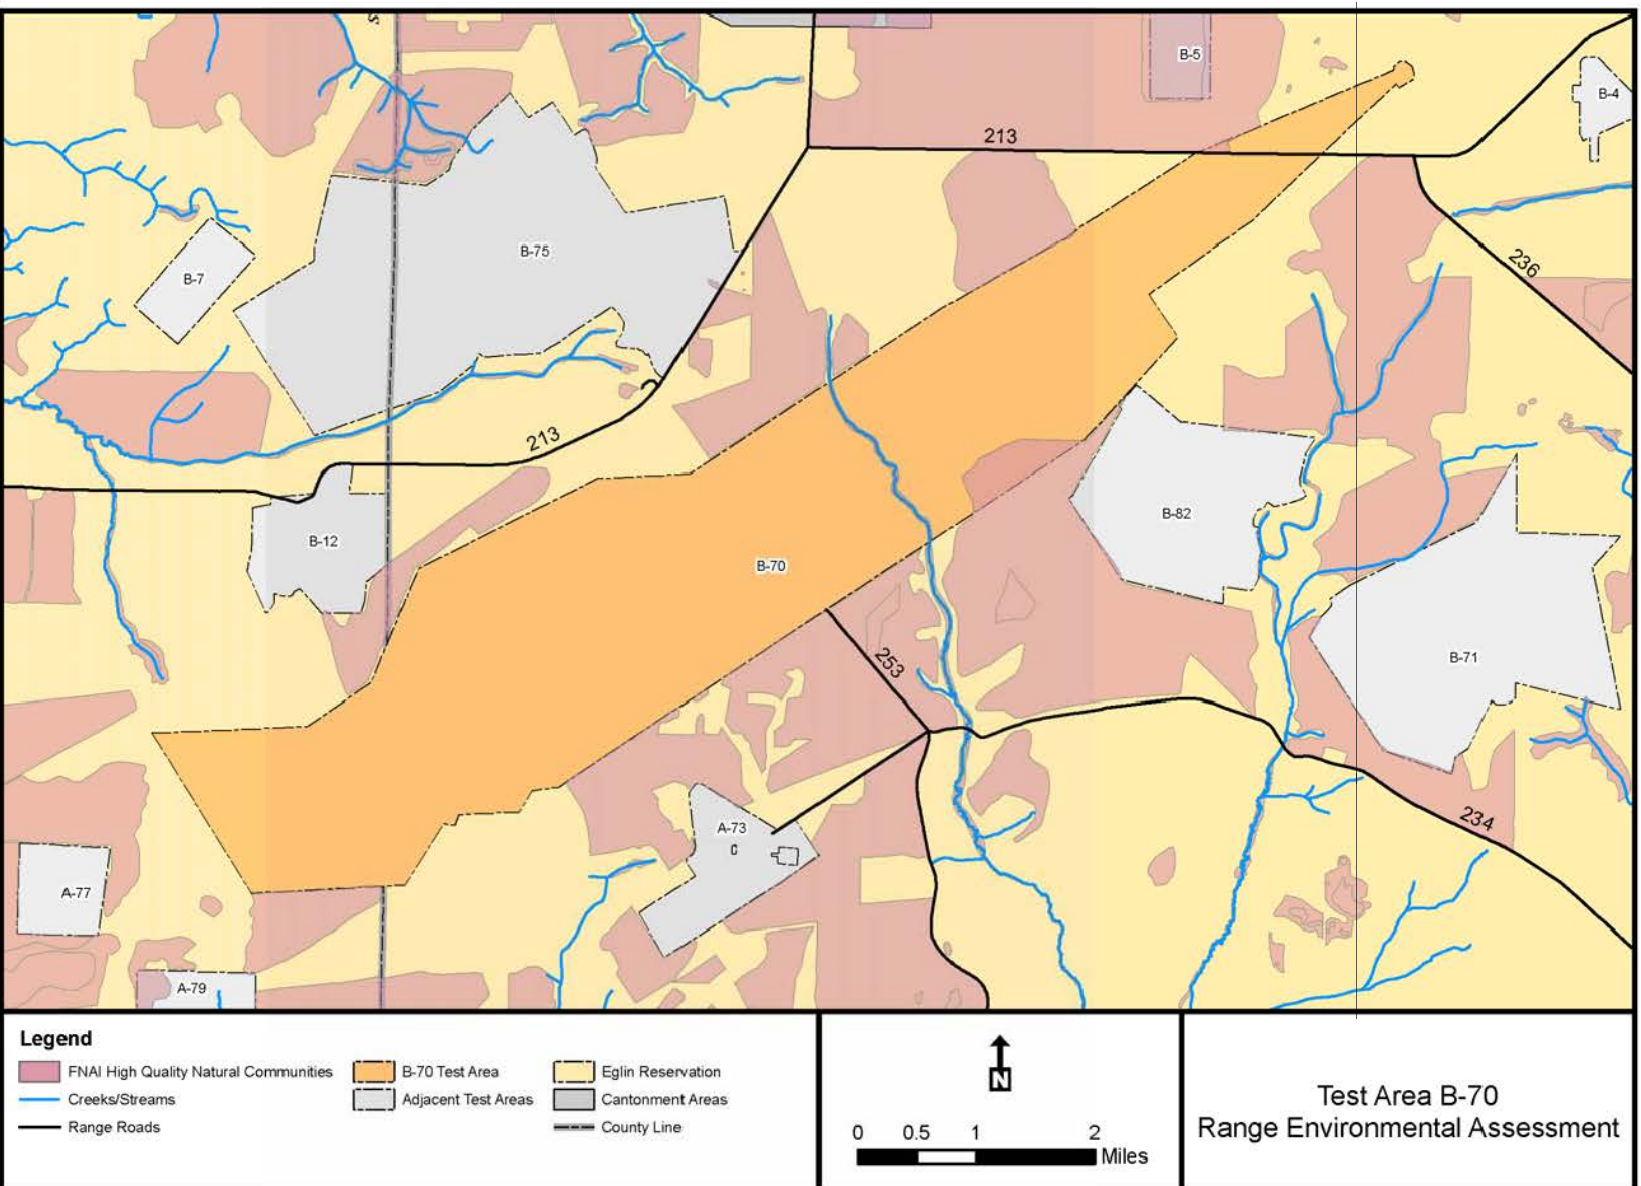 S
B-5
B-4
213
B-75
B-7
236
213
B-12
B-82
B-70
B-71
253
A-73
C
234
A-77
A-79
Legend
FNAI High Quality Natural Communities
Creeks/Streams
Range Roads
B-70 Test Area
Adjacent Test Areas
Eglin Reservation
Cantonment Areas
County Line
N
0 0.5 1 2
Miles
Test Area B-70
Range Environmental Assessment